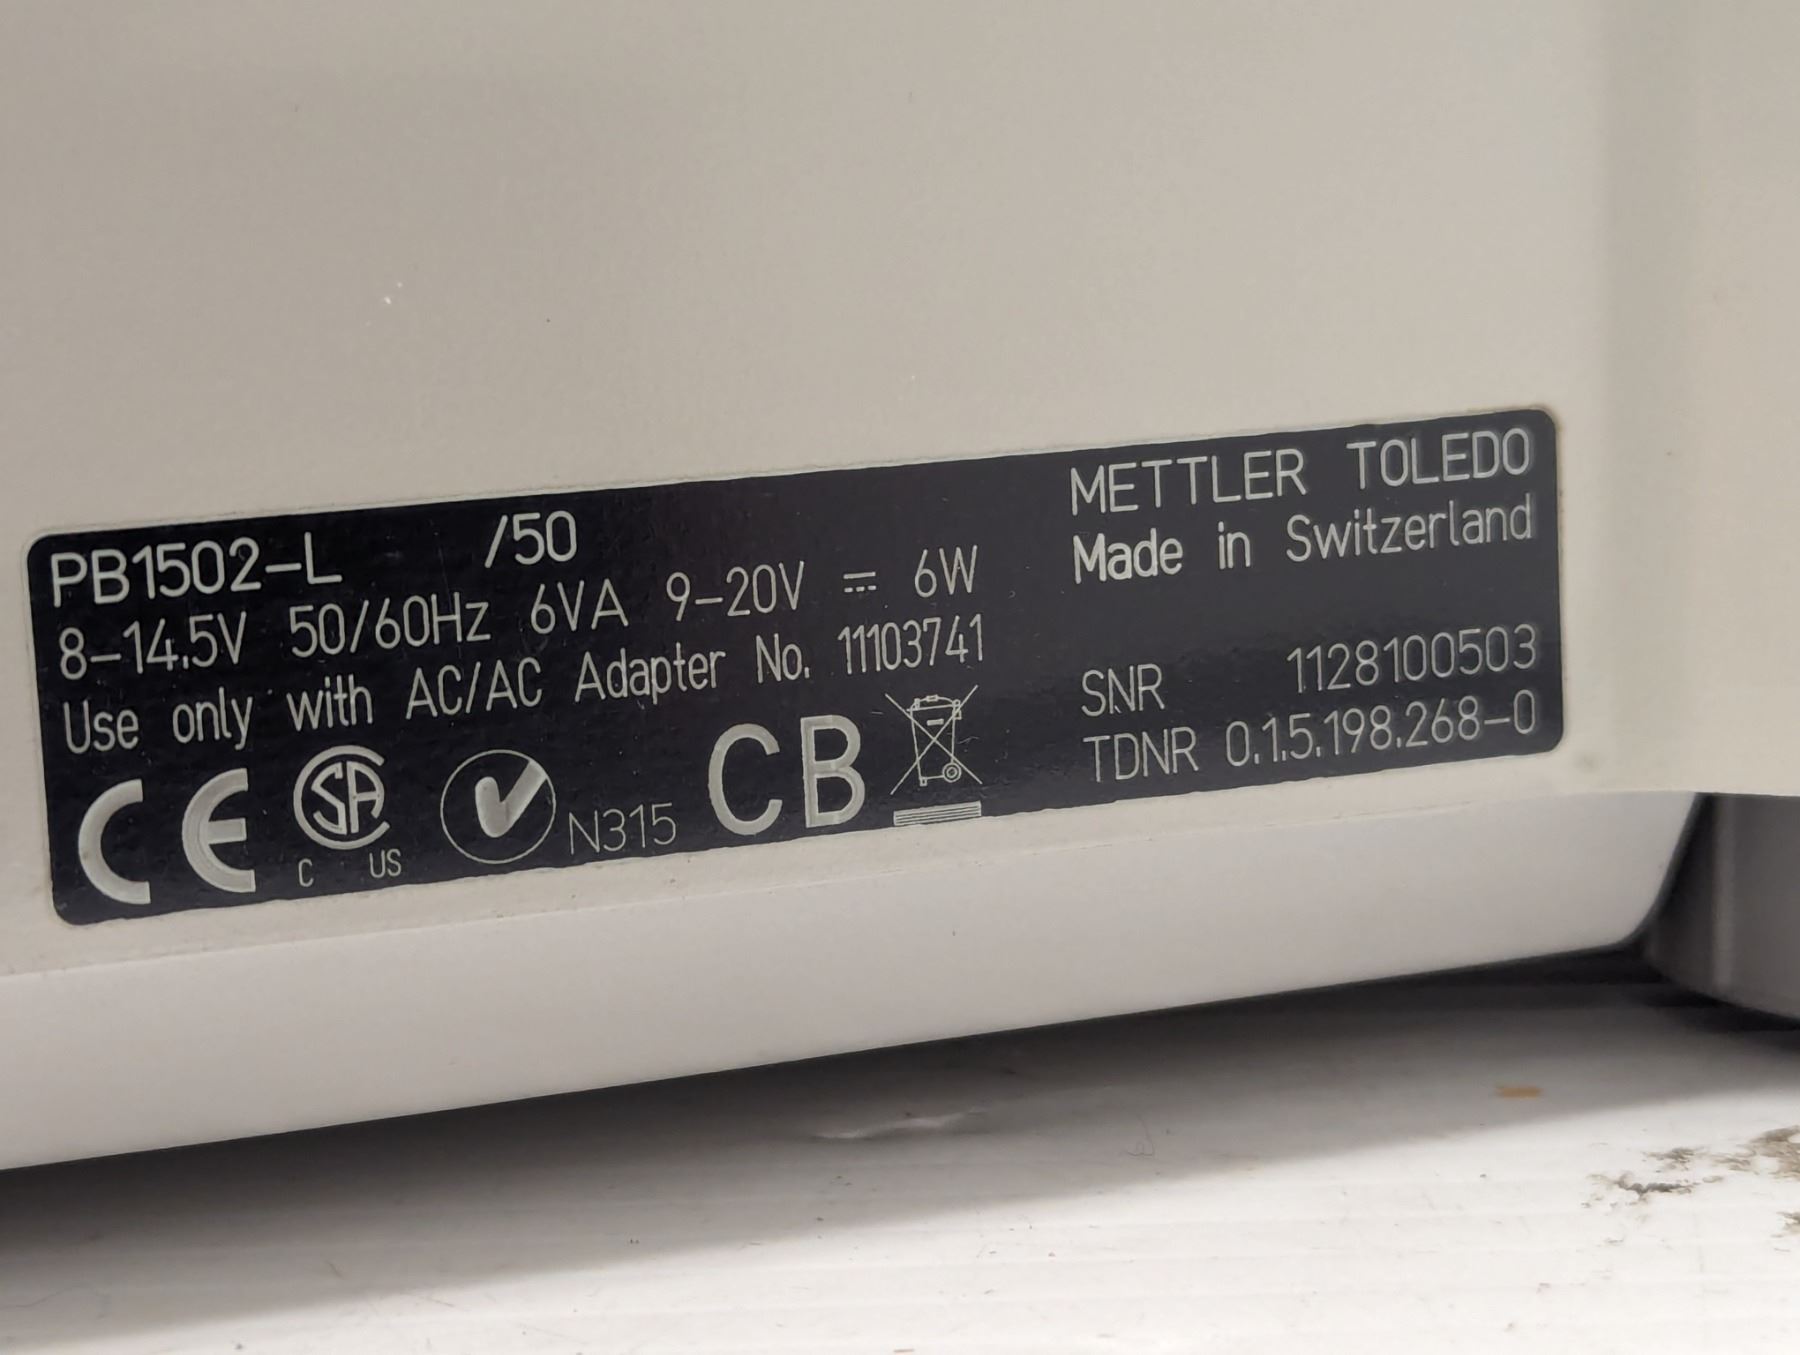 PB1502-L /50
8-14.5V 50/60Hz 6VA 9-20V ⎓ 6W
Use only with AC/AC Adapter No. 11103741
CE SA C US N315 CB
METTLER TOLEDO
Made in Switzerland
SNR 1128100503
TDNR 0.1.5.198.268-0